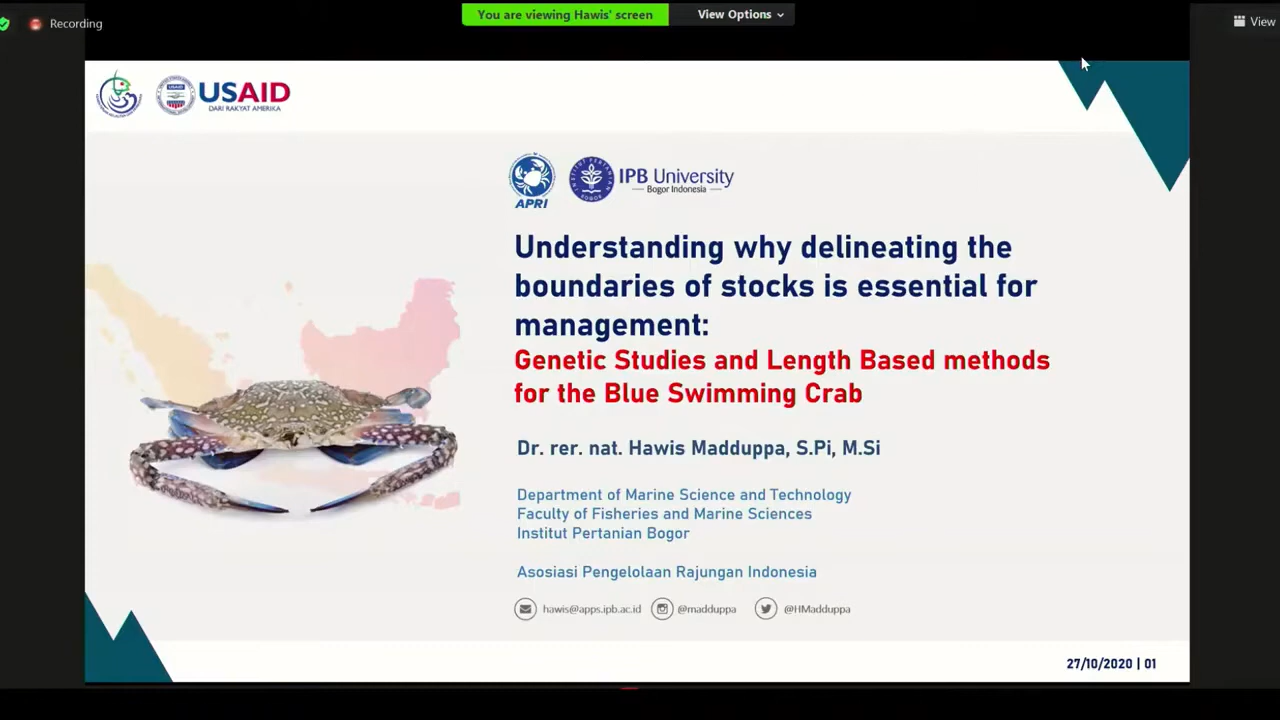 You are viewing Hawis' screen
View Options
Recording
View
USAID
DARI RAKYAT AMERIKA
APRI
IPB University
Bogor Indonesia
Understanding why delineating the
boundaries of stocks is essential for
management:
Genetic Studies and Length Based methods
for the Blue Swimming Crab
Dr. rer. nat. Hawis Madduppa, S.Pi, M.Si
Department of Marine Science and Technology
Faculty of Fisheries and Marine Sciences
Institut Pertanian Bogor
Asosiasi Pengelolaan Rajungan Indonesia
hawis@apps.ipb.ac.id @madduppa @HMadduppa
27/10/2020 | 01